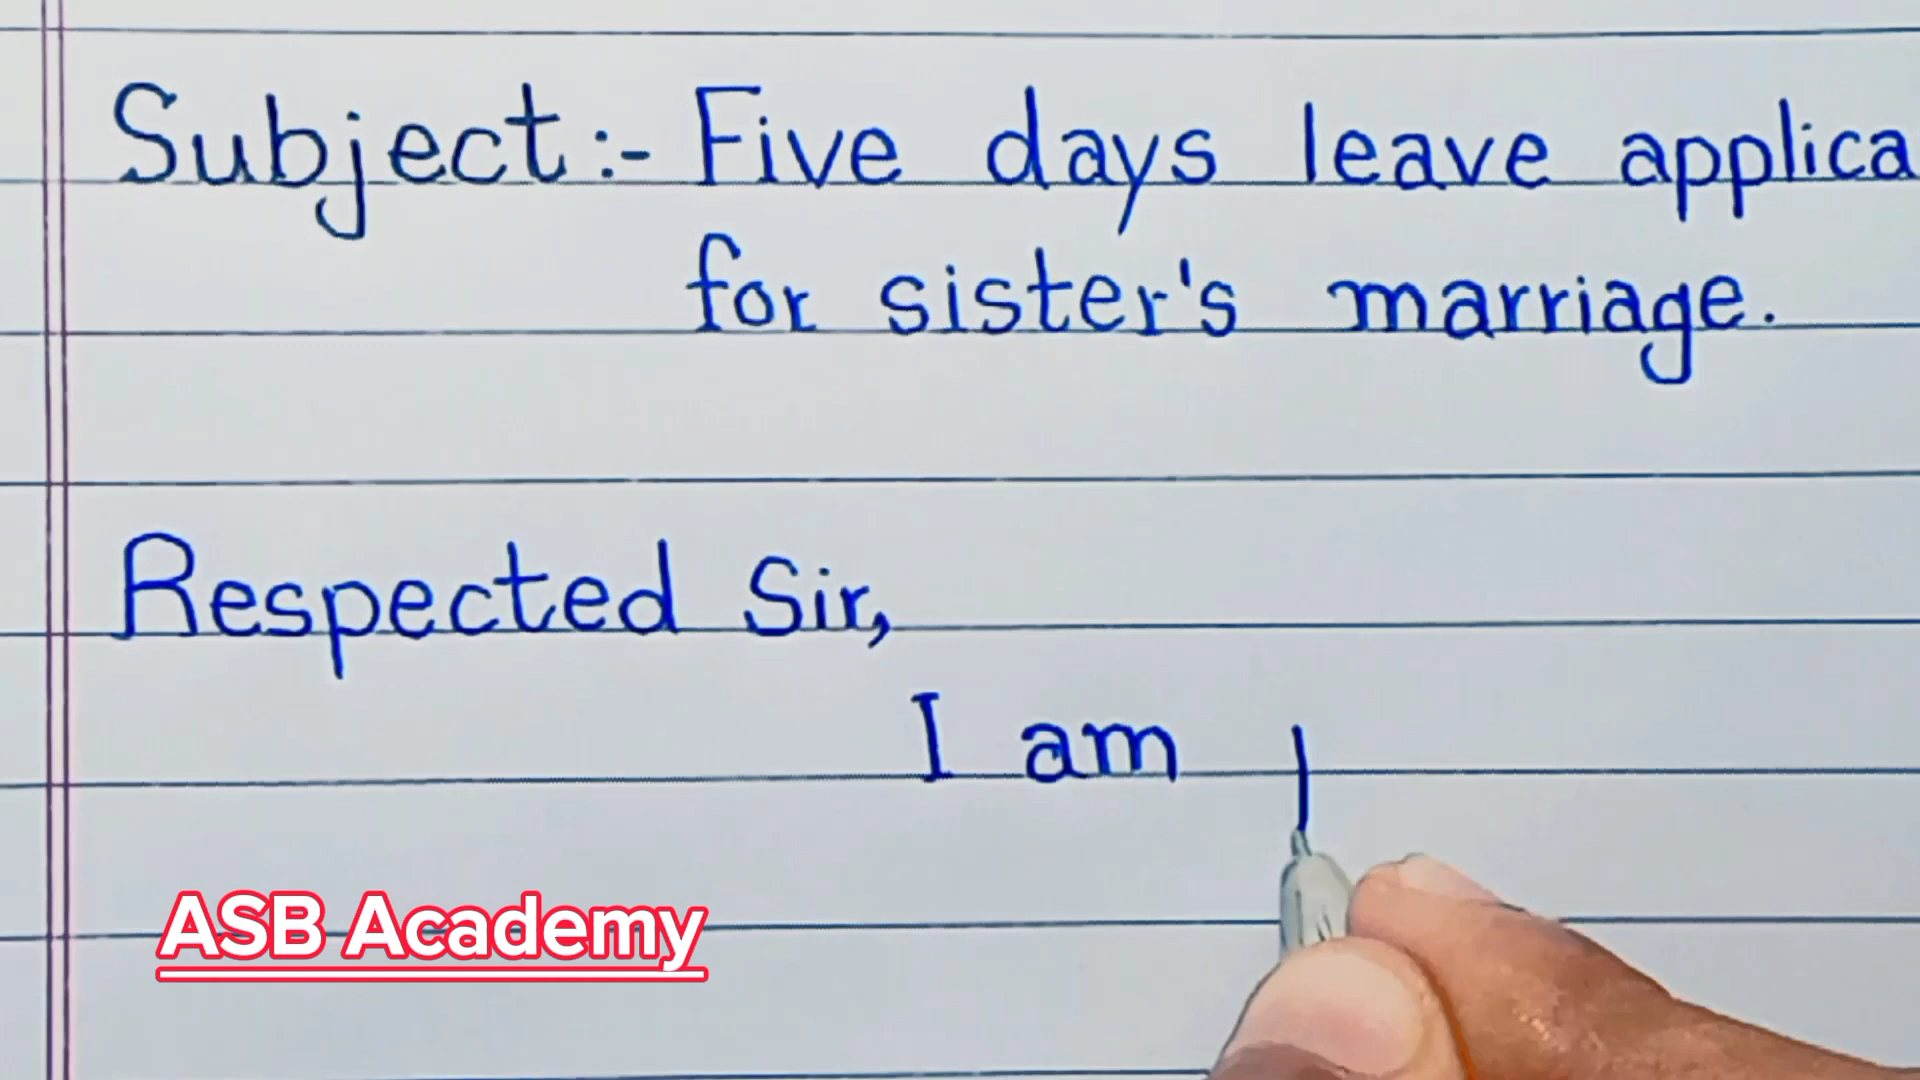 Subject:- Five days leave applica
for sister's marriage.
Respected Sir,
I am
ASB Academy